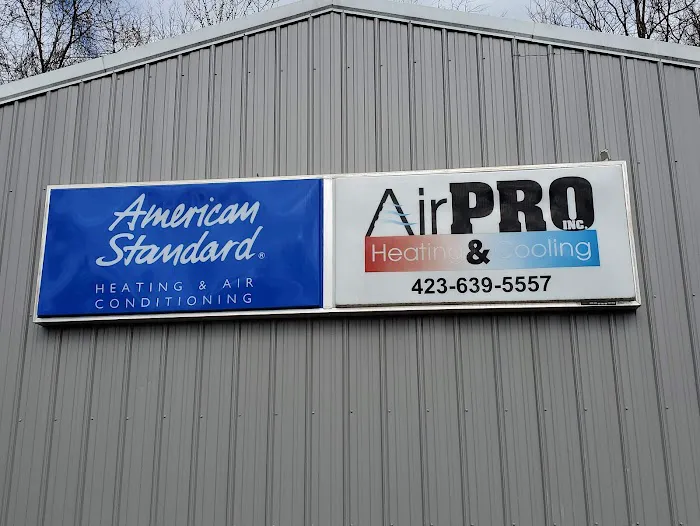 American
Standard®
HEATING & AIR
CONDITIONING
AirPRO
INC.
Heating & Cooling
423-639-5557